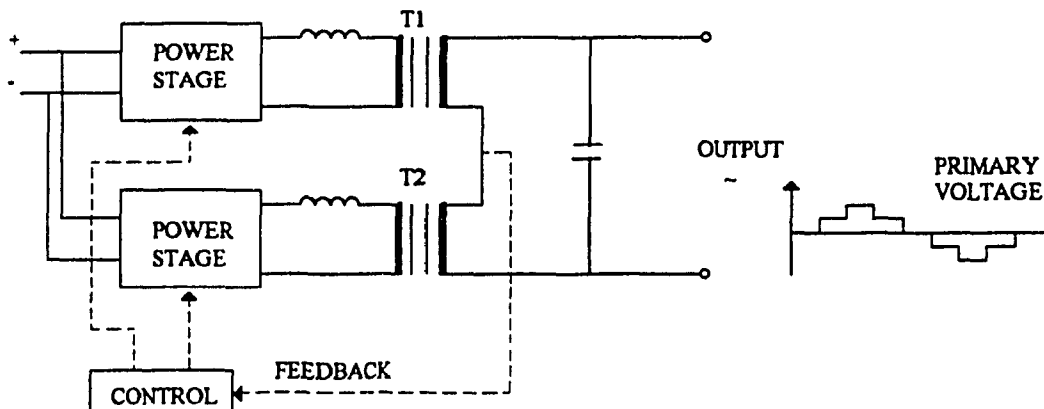 T1
+
-
POWER
STAGE
OUTPUT
~
PRIMARY
VOLTAGE
T2
POWER
STAGE
FEEDBACK
CONTROL